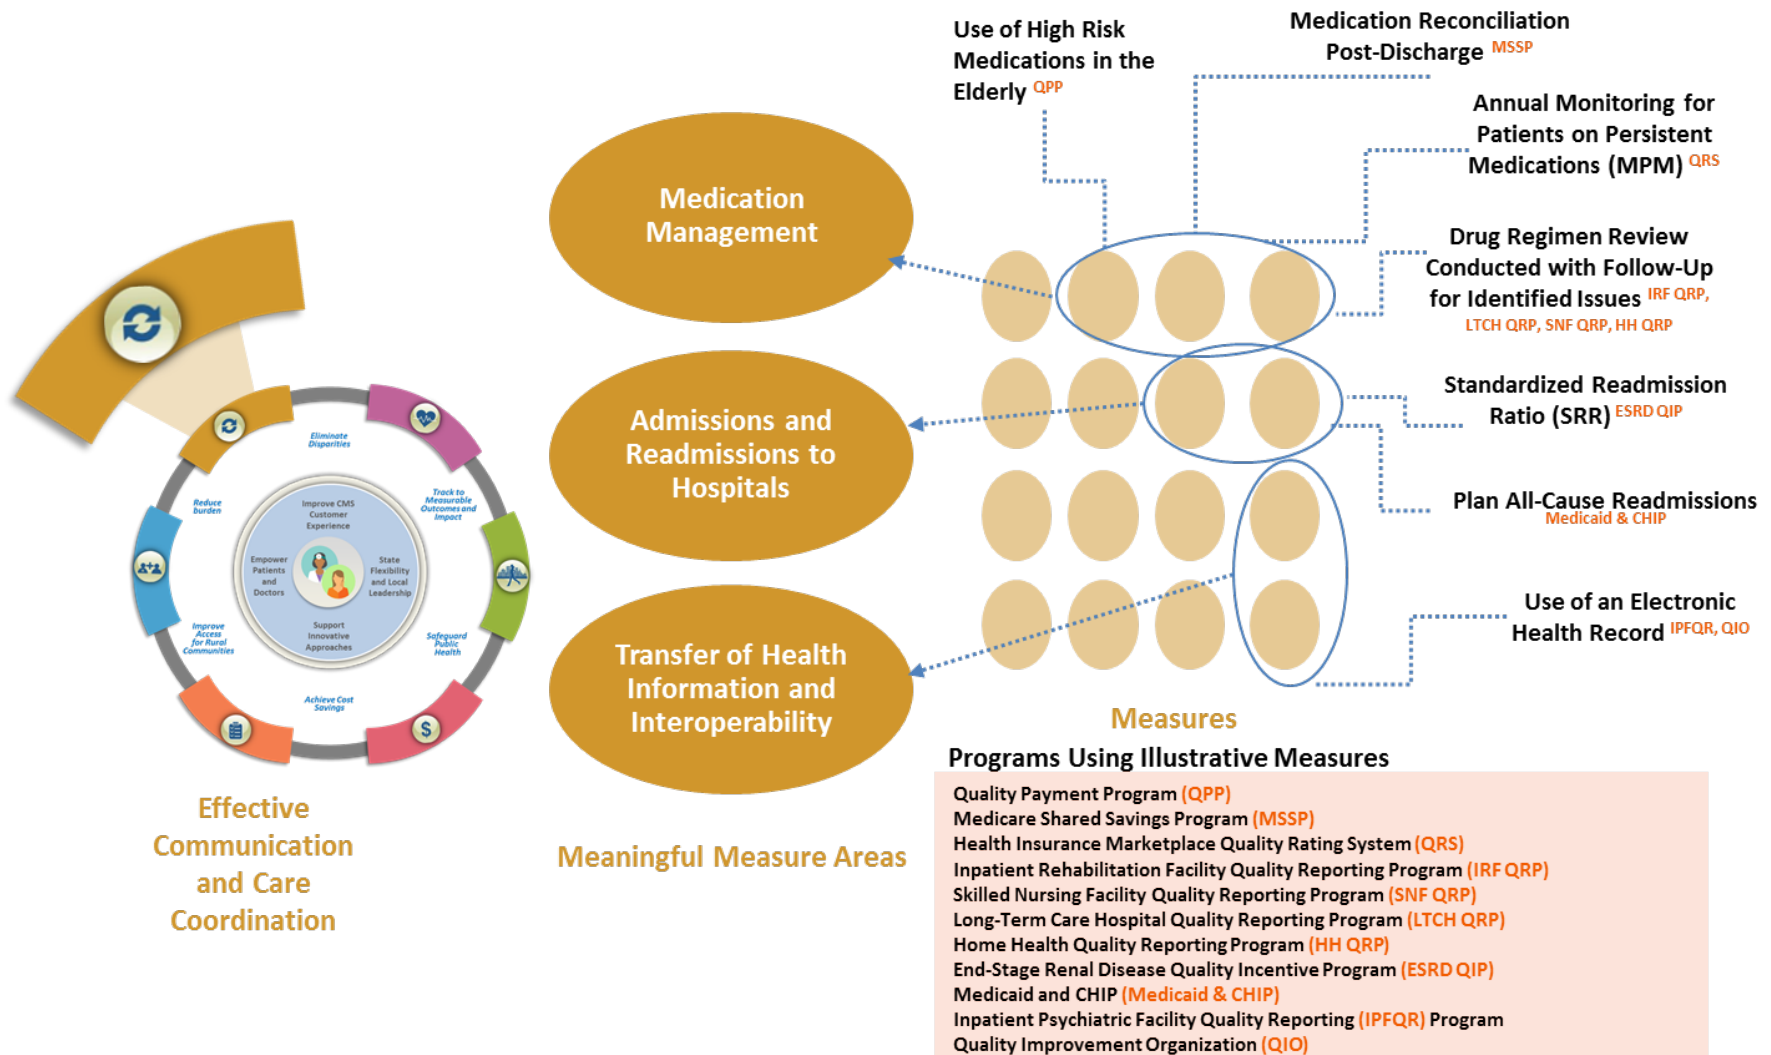 Use of High Risk
Medications in the
Elderly QPP
Medication Reconciliation
Post-Discharge MSSP
Annual Monitoring for
Patients on Persistent
Medications (MPM) QRS
Drug Regimen Review
Conducted with Follow-Up
for Identified Issues IRF QRP,
LTCH QRP, SNF QRP, HH QRP
Standardized Readmission
Ratio (SRR) ESRD QIP
Plan All-Cause Readmissions
Medicaid & CHIP
Use of an Electronic
Health Record IPFQR, QIO
Medication
Management
Admissions and
Readmissions to
Hospitals
Transfer of Health
Information and
Interoperability
Eliminate
Disparities
Track to
Measurable
Outcomes and
Impact
Safeguard
Public
Health
Achieve Cost
Savings
Improve
Access
for Rural
Communities
Reduce
burden
Improve CMS
Customer
Experience
State
Flexibility
and Local
Leadership
Support
Innovative
Approaches
Empower
Patients
and
Doctors
$
Effective
Communication
and Care
Coordination
Meaningful Measure Areas
Measures
Programs Using Illustrative Measures
Quality Payment Program (QPP)
Medicare Shared Savings Program (MSSP)
Health Insurance Marketplace Quality Rating System (QRS)
Inpatient Rehabilitation Facility Quality Reporting Program (IRF QRP)
Skilled Nursing Facility Quality Reporting Program (SNF QRP)
Long-Term Care Hospital Quality Reporting Program (LTCH QRP)
Home Health Quality Reporting Program (HH QRP)
End-Stage Renal Disease Quality Incentive Program (ESRD QIP)
Medicaid and CHIP (Medicaid & CHIP)
Inpatient Psychiatric Facility Quality Reporting (IPFQR) Program
Quality Improvement Organization (QIO)